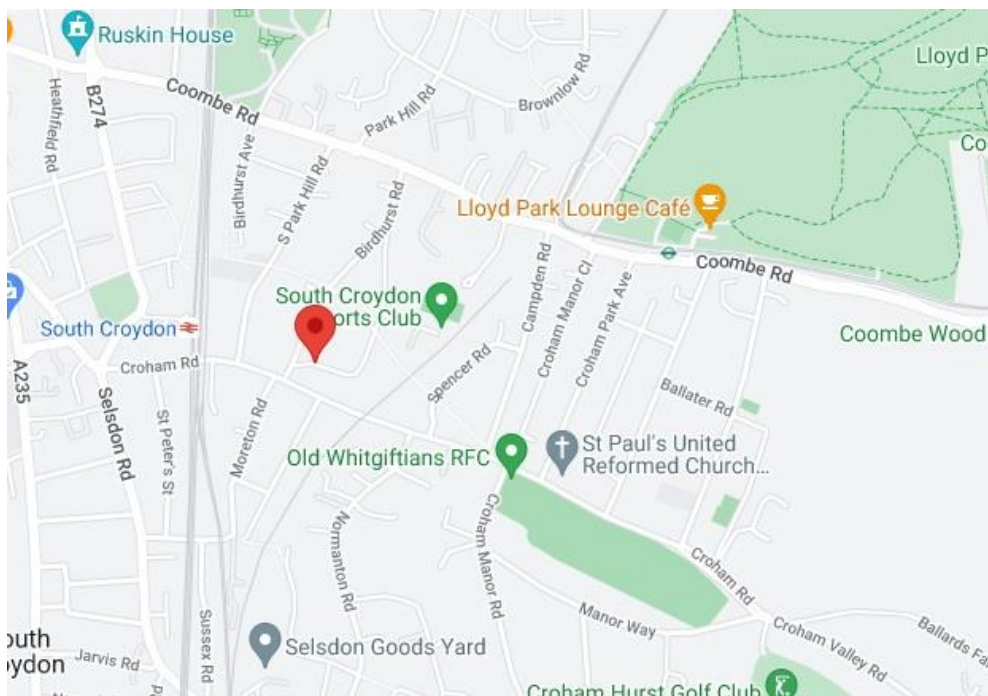 Ruskin House
Coombe Rd
Heathfield Rd
B274
Park Hill Rd
Brownlow Rd
Lloyd P
Co
Birdhurst Ave
S Park Hill Rd
Birdhurst Rd
Lloyd Park Lounge Café
Coombe Rd
Campden Rd
Croham Manor Cl
Croham Park Ave
South Croydon
orts Club
South Croydon
Coombe Wood
Croham Rd
A235
Selsdon Rd
St Peter's St
Moreton Rd
Spencer Rd
Ballater Rd
Old Whitgiftians RFC
St Paul's United
Reformed Church...
Normanton Rd
Croham Manor Rd
Croham Rd
Manor Way
Croham Valley Rd
Ballards Fa
Sussex Rd
Selsdon Goods Yard
outh
oydon
Jarvis Rd
Croham Hurst Golf Club